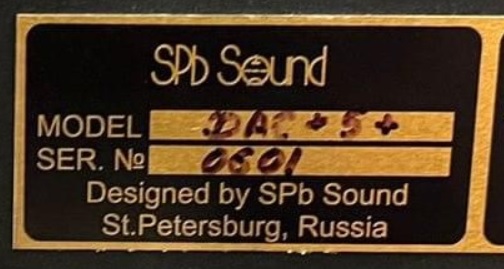 SPb Sound
MODEL DAC + 5 +
SER. № 0601
Designed by SPb Sound
St.Petersburg, Russia